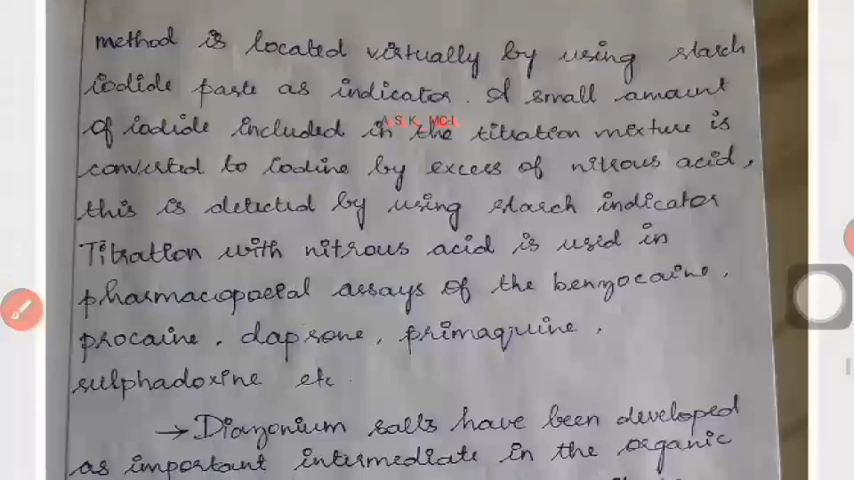 method is located virtually by using starch
iodide paste as indicator. A small amount
A S K MCI
of iodide included in the titration mixture is
converted to iodine by excess of nitrous acid,
this is detected by using starch indicator
Titration with nitrous acid is used in
pharmacopoeial assays of the benzocaine,
procaine, dapsone, primaquine,
sulphadoxine etc.
→ Diazonium salts have been developed
as important intermediate in the organic